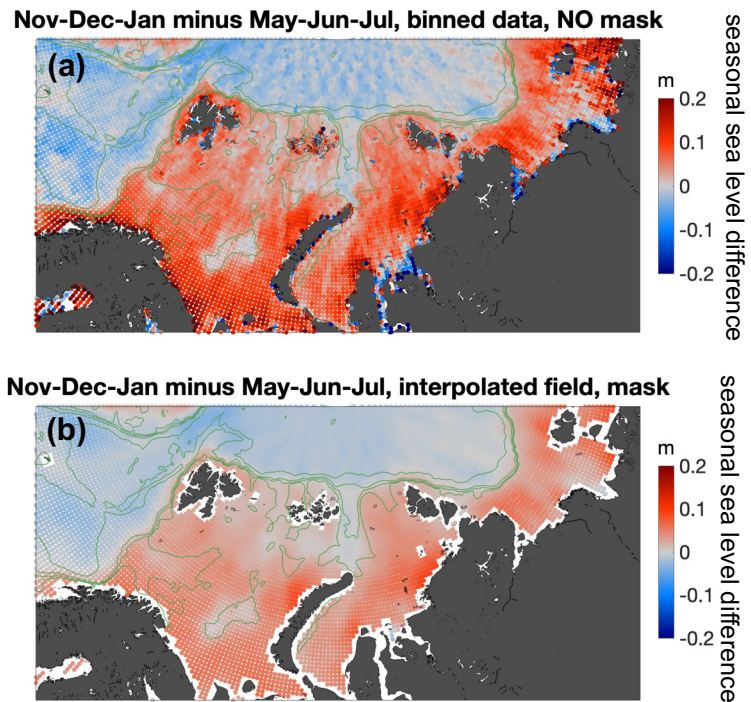 Nov-Dec-Jan minus May-Jun-Jul, binned data, NO mask
(a)
m
0.2
0.1
0
-0.1
-0.2
seasonal sea level difference
Nov-Dec-Jan minus May-Jun-Jul, interpolated field, mask
(b)
m
0.2
0.1
0
-0.1
-0.2
seasonal sea level difference